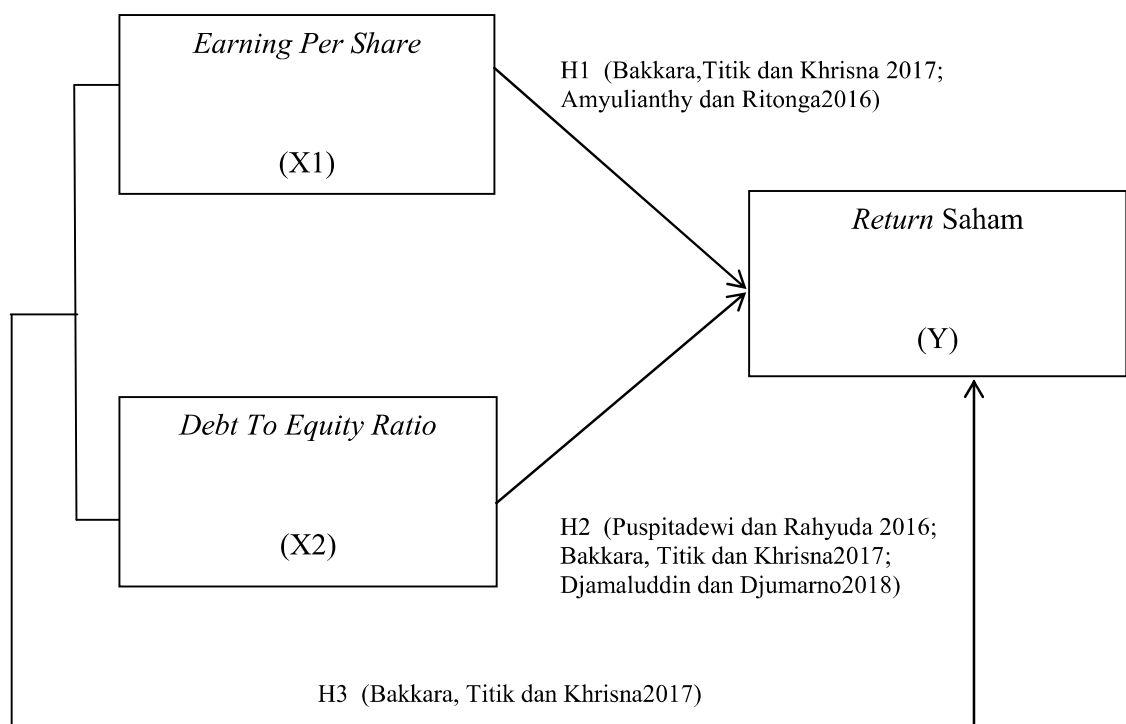 Earning Per Share
(X1)
H1 (Bakkara,Titik dan Khrisna 2017;
Amyulianthy dan Ritonga2016)
Return Saham
(Y)
Debt To Equity Ratio
(X2)
H2 (Puspitadewi dan Rahyuda 2016;
Bakkara, Titik dan Khrisna2017;
Djamaluddin dan Djumarno2018)
H3 (Bakkara, Titik dan Khrisna2017)